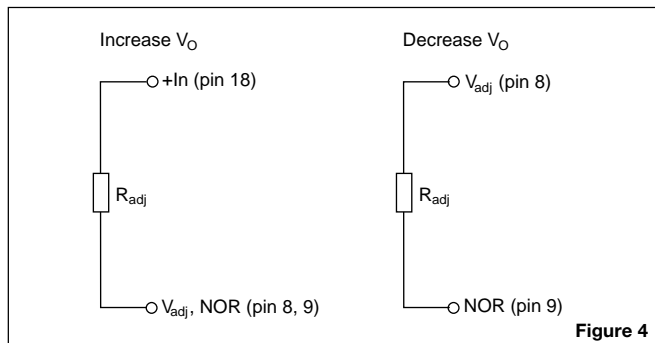 Increase VO
+In (pin 18)
Radj
Vadj, NOR (pin 8, 9)
Decrease VO
Vadj (pin 8)
Radj
NOR (pin 9)
Figure 4